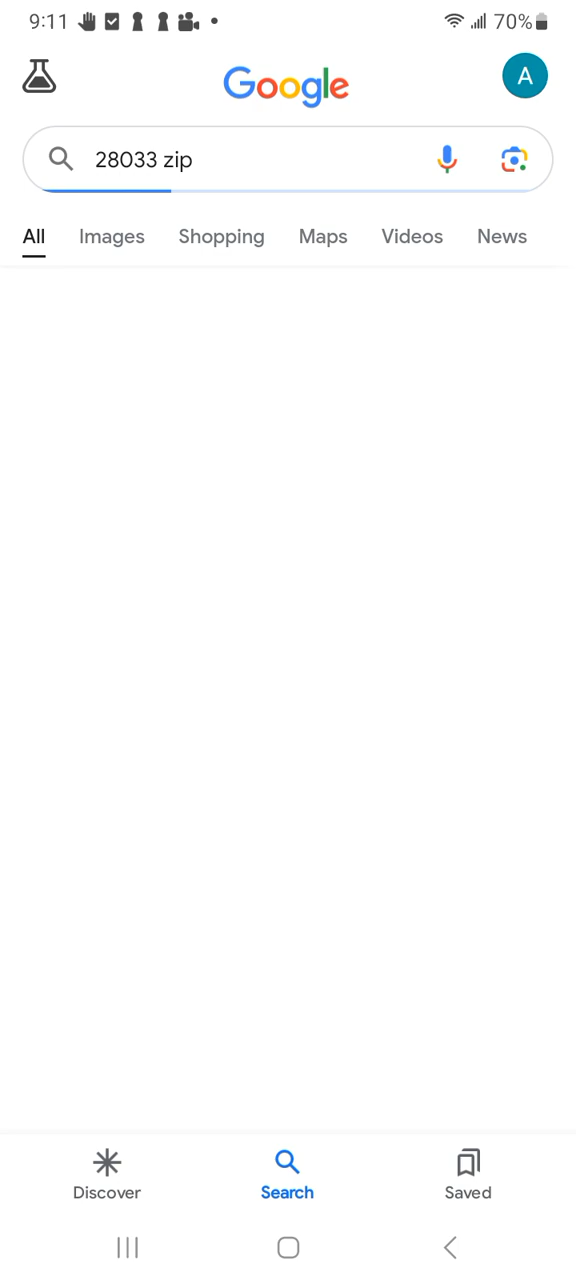 9:11 70%
Google
A
28033 zip
All Images Shopping Maps Videos News
Discover Search Saved